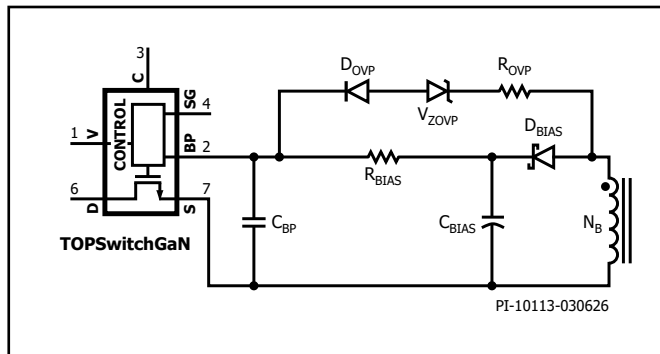 3
C
D_OVP
V_ZOVP
R_OVP
SG
4
1
V
CONTROL
BP
2
D_BIAS
R_BIAS
6
D
S
7
C_BP
C_BIAS
N_B
TOPSwitchGaN
PI-10113-030626